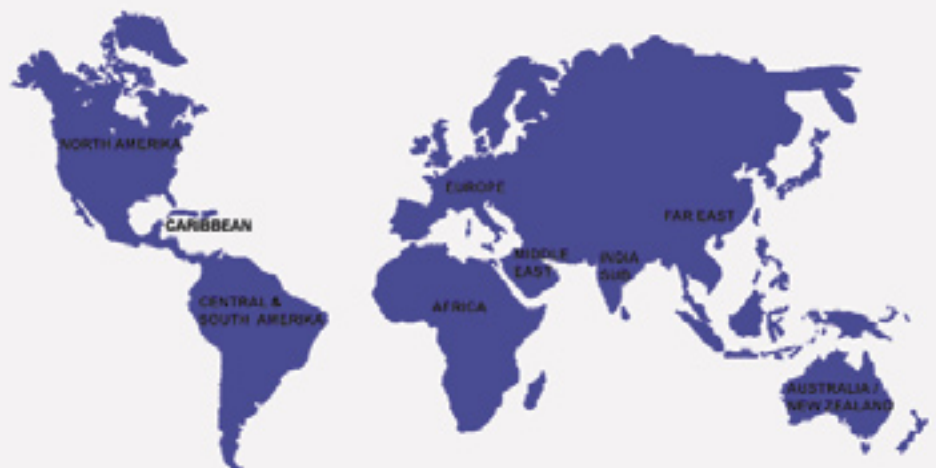 NORTH AMERIKA
CARIBBEAN
CENTRAL &
SOUTH AMERIKA
EUROPE
AFRICA
MIDDLE
EAST
INDIA
SUB
FAR EAST
AUSTRALIA /
NEW ZEALAND